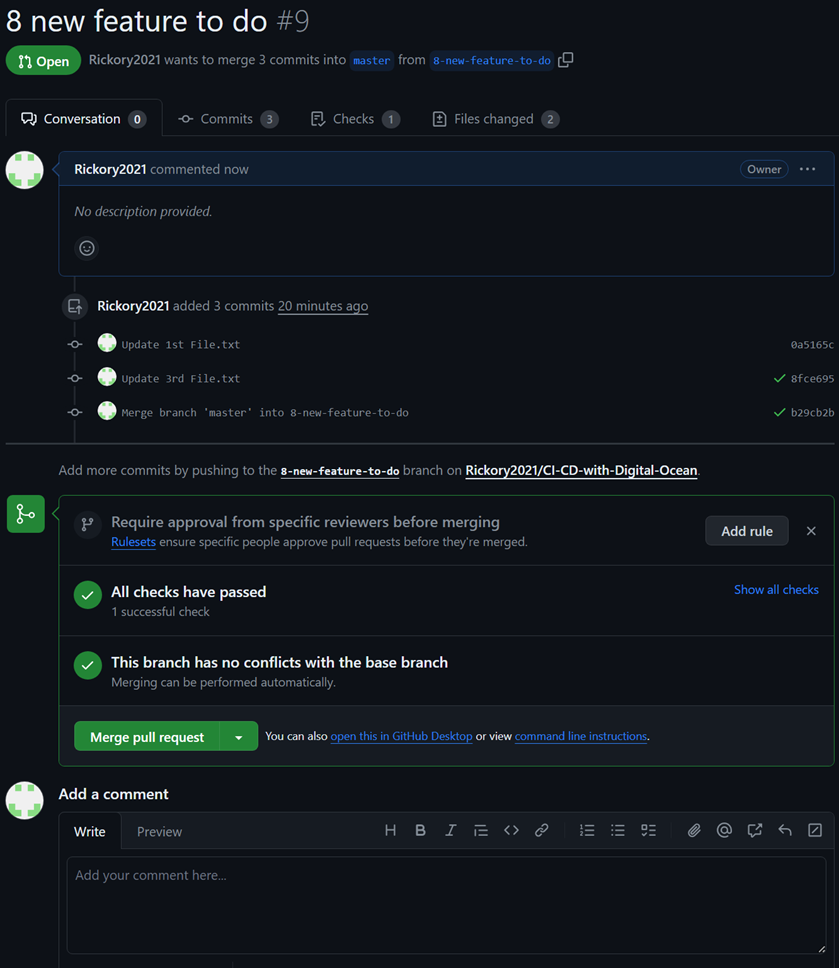 8 new feature to do #9
Open Rickory2021 wants to merge 3 commits into master from 8-new-feature-to-do
Conversation 0 Commits 3 Checks 1 Files changed 2
Rickory2021 commented now Owner
No description provided.
Rickory2021 added 3 commits 20 minutes ago
Update 1st File.txt 0a5165c
Update 3rd File.txt 8fce695
Merge branch 'master' into 8-new-feature-to-do b29cb2b
Add more commits by pushing to the 8-new-feature-to-do branch on Rickory2021/CI-CD-with-Digital-Ocean.
Require approval from specific reviewers before merging
Rulesets ensure specific people approve pull requests before they're merged.
Add rule
All checks have passed
1 successful check
Show all checks
This branch has no conflicts with the base branch
Merging can be performed automatically.
Merge pull request You can also open this in GitHub Desktop or view command line instructions.
Add a comment
Write Preview
Add your comment here...